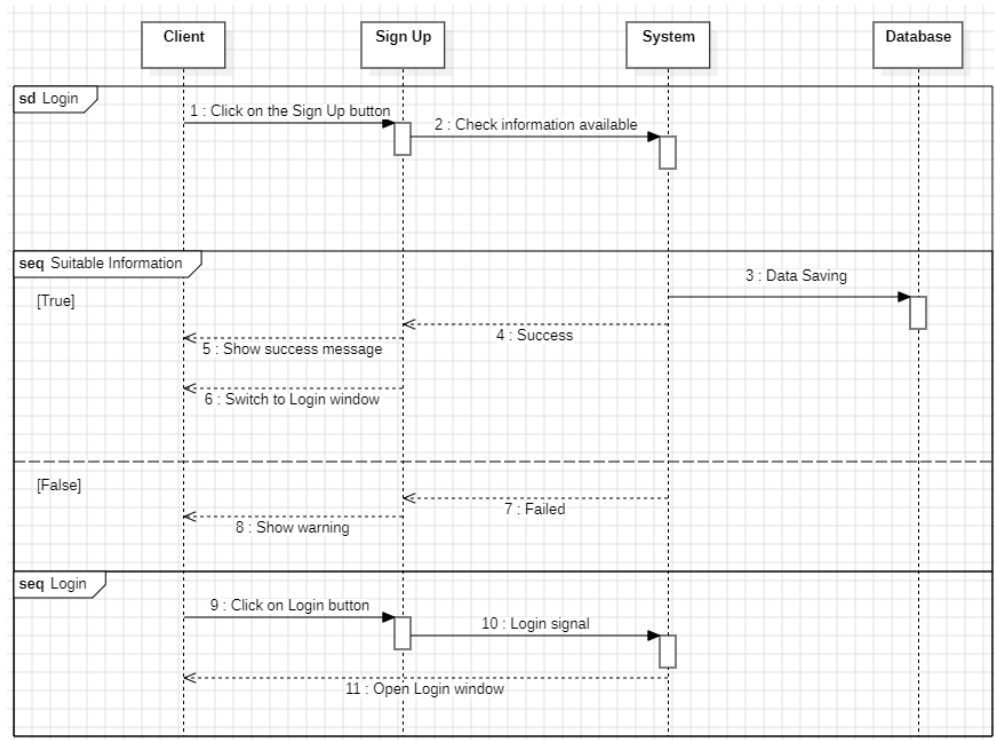 Client
Sign Up
System
Database
sd Login
1 : Click on the Sign Up button
2 : Check information available
seq Suitable Information
3 : Data Saving
[True]
4 : Success
5 : Show success message
6 : Switch to Login window
[False]
7 : Failed
8 : Show warning
seq Login
9 : Click on Login button
10 : Login signal
11 : Open Login window